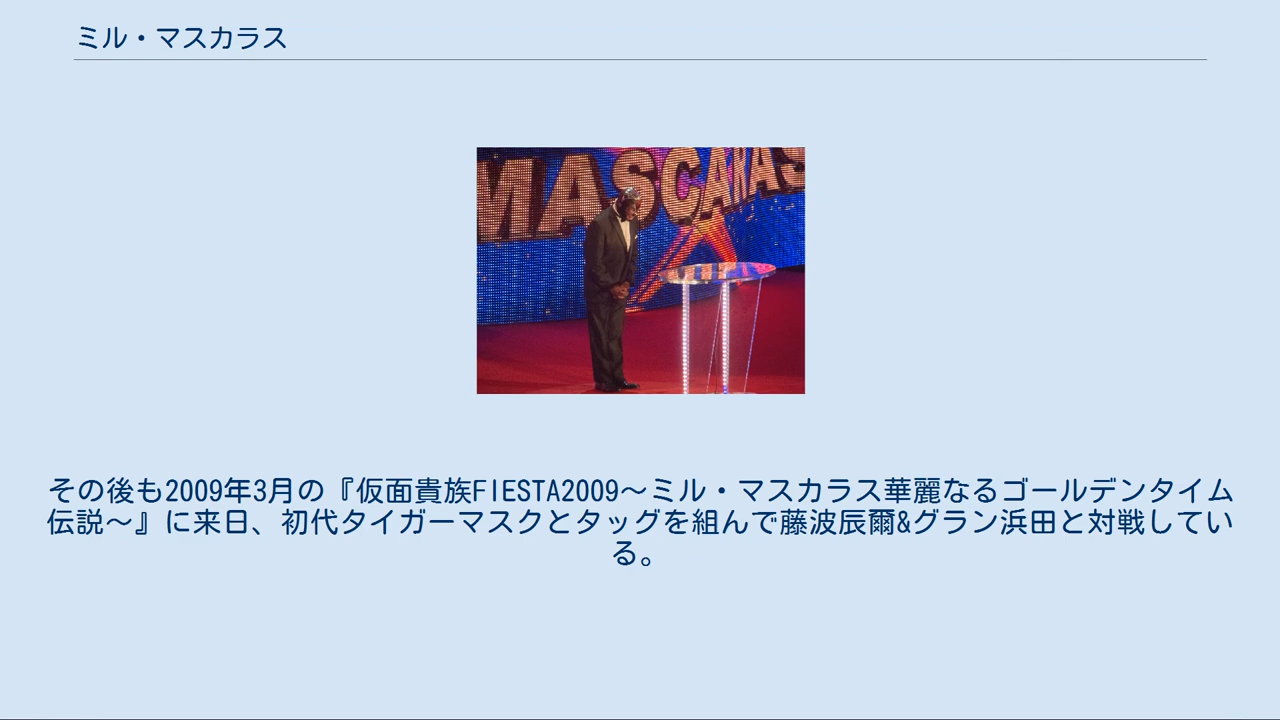 ミル・マスカラス
MASCARAS
その後も2009年3月の『仮面貴族FIESTA2009～ミル・マスカラス華麗なるゴールデンタイム
伝説～』に来日、初代タイガーマスクとタッグを組んで藤波辰爾&グラン浜田と対戦してい
る。